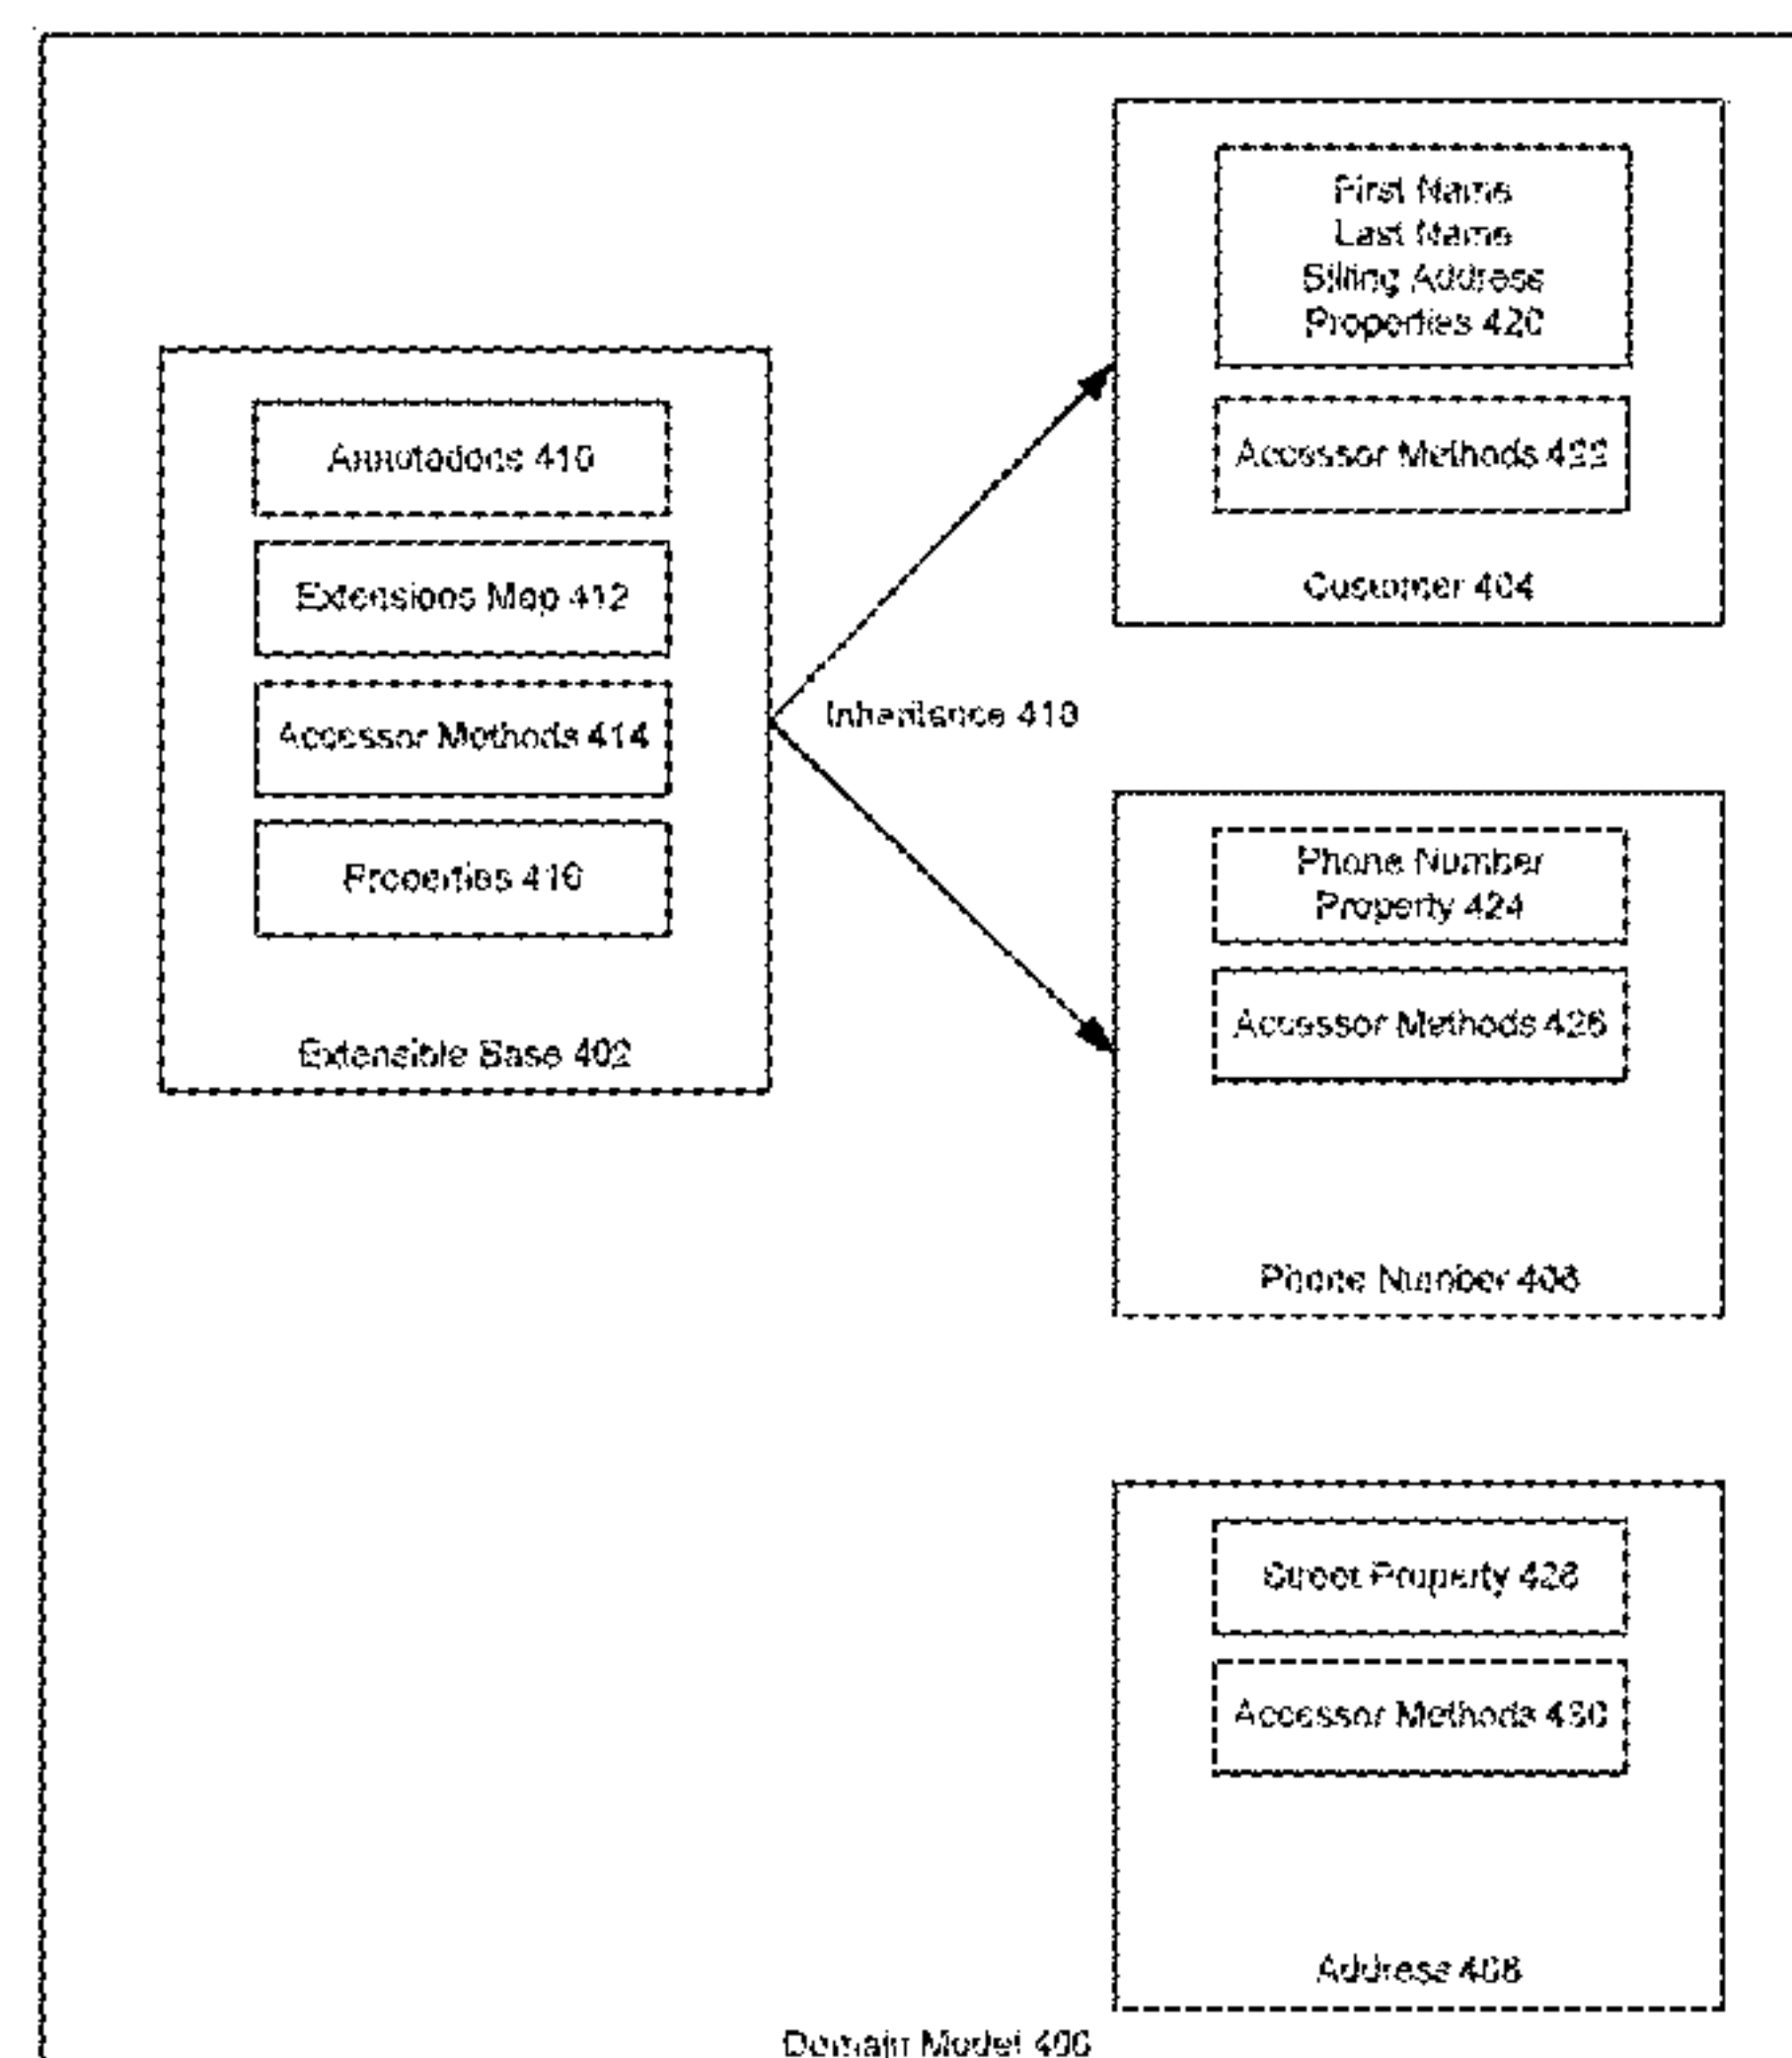 First Name
Last Name
Billing Address
Properties 420
Accessor Methods 422
Customer 404
Annotations 410
Extensions Map 412
Accessor Methods 414
Properties 416
Extensible Base 402
Inheritance 418
Phone Number
Property 424
Accessor Methods 426
Phone Number 406
Street Property 428
Accessor Methods 430
Address 408
Domain Model 400